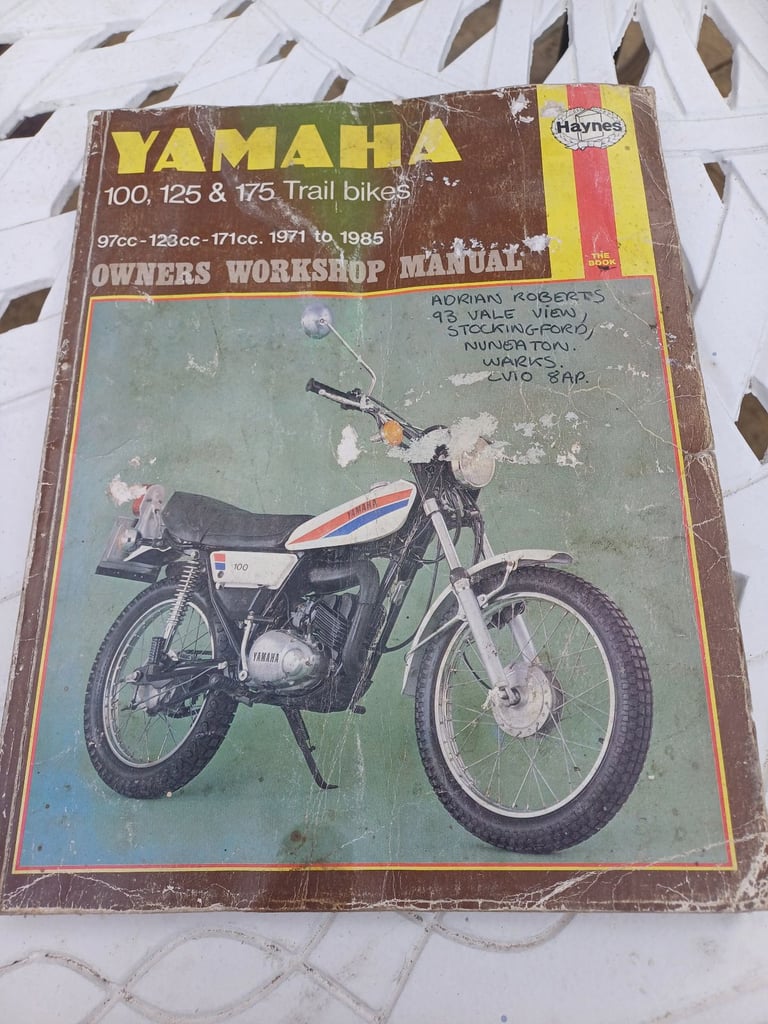 YAMAHA
Haynes
100, 125 & 175 Trail bikes
97cc-123cc-171cc. 1971 to 1985
THE
BOOK
OWNERS WORKSHOP MANUAL
ADRIAN ROBERTS
93 VALE VIEW,
STOCKINGFORD,
NUNEATON.
WARKS.
CV10 8AP.
YAMAHA
100
YAMAHA